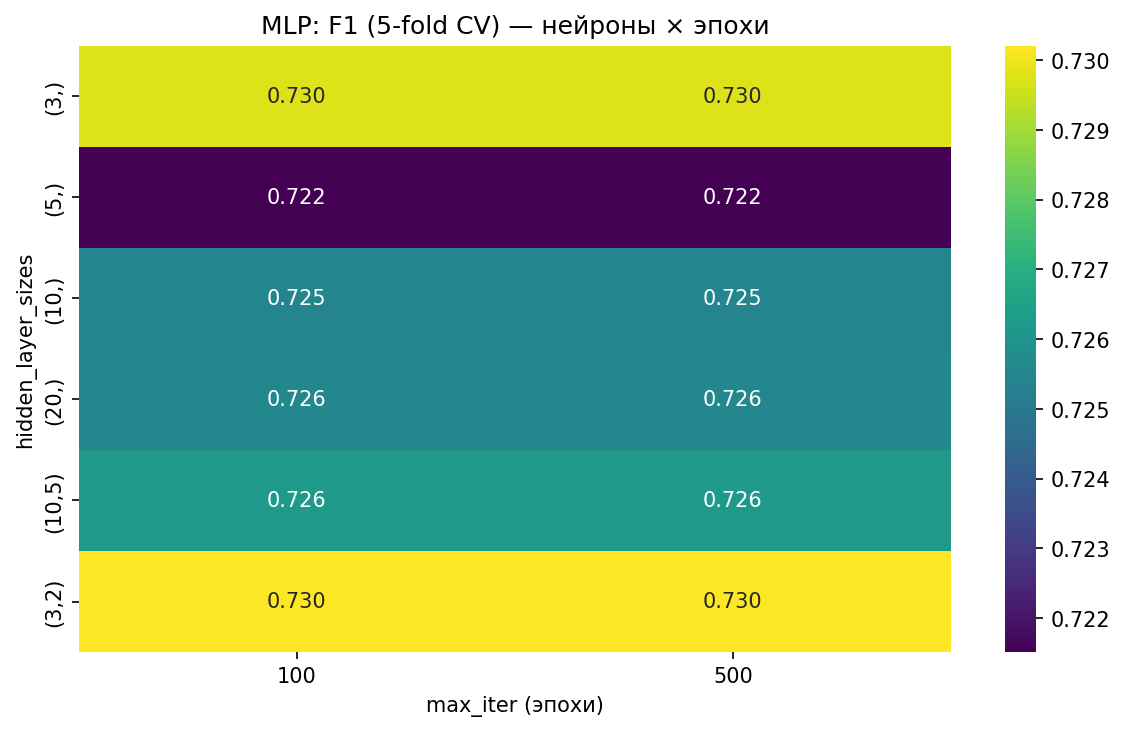 MLP: F1 (5-fold CV) — нейроны × эпохи
hidden_layer_sizes
(3,) 0.730 0.730
(5,) 0.722 0.722
(10,) 0.725 0.725
(20,) 0.726 0.726
(10,5) 0.726 0.726
(3,2) 0.730 0.730
100 500
max_iter (эпохи)
0.730
0.729
0.728
0.727
0.726
0.725
0.724
0.723
0.722